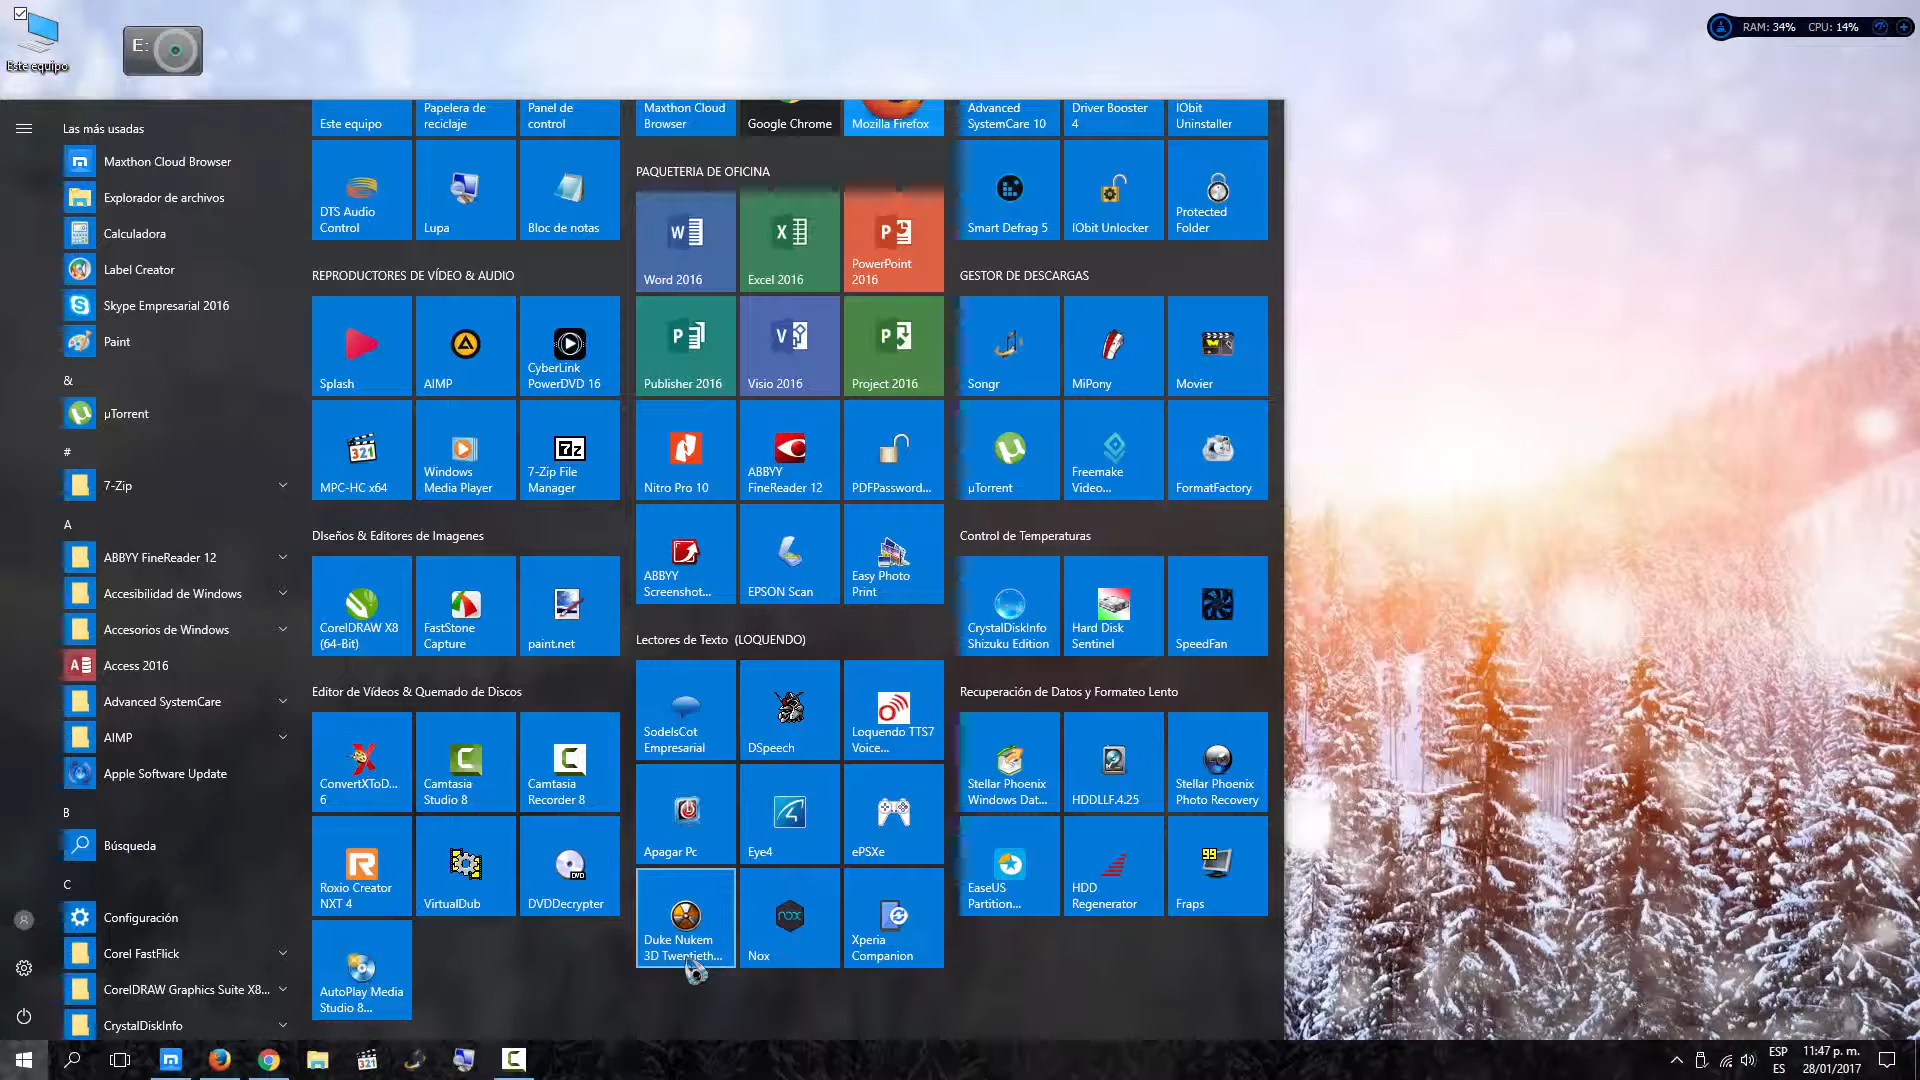 Este equipo
E:
RAM: 34% CPU: 14%
Las más usadas
Maxthon Cloud Browser
Explorador de archivos
Calculadora
Label Creator
Skype Empresarial 2016
Paint
&
µTorrent
#
7-Zip
A
ABBYY FineReader 12
Accesibilidad de Windows
Accesorios de Windows
Access 2016
Advanced SystemCare
AIMP
Apple Software Update
B
Búsqueda
C
Configuración
Corel FastFlick
CorelDRAW Graphics Suite X8...
CrystalDiskInfo
Este equipo
Papelera de
reciclaje
Panel de
control
DTS Audio
Control
Lupa
Bloc de notas
REPRODUCTORES DE VÍDEO & AUDIO
Splash
AIMP
CyberLink
PowerDVD 16
MPC-HC x64
321
Windows
Media Player
7z
7-Zip File
Manager
DIseños & Editores de Imagenes
CorelDRAW X8
(64-Bit)
FastStone
Capture
paint.net
Editor de Vídeos & Quemado de Discos
ConvertXToD...
6
Camtasia
Studio 8
Camtasia
Recorder 8
Roxio Creator
NXT 4
VirtualDub
DVD
DVDDecrypter
AutoPlay Media
Studio 8...
Maxthon Cloud
Browser
Google Chrome
Mozilla Firefox
PAQUETERIA DE OFICINA
Word 2016
Excel 2016
PowerPoint
2016
Publisher 2016
Visio 2016
Project 2016
Nitro Pro 10
ABBYY
FineReader 12
PDFPassword...
ABBYY
Screenshot...
EPSON Scan
Easy Photo
Print
Lectores de Texto (LOQUENDO)
SodelsCot
Empresarial
DSpeech
Loquendo TTS7
Voice...
Apagar Pc
Eye4
ePSXe
Duke Nukem
3D Twentieth...
nox
Nox
Xperia
Companion
Advanced
SystemCare 10
Driver Booster
4
IObit
Uninstaller
Smart Defrag 5
IObit Unlocker
Protected
Folder
GESTOR DE DESCARGAS
Songr
MiPony
Movier
µTorrent
Freemake
Video...
FormatFactory
Control de Temperaturas
CrystalDiskInfo
Shizuku Edition
Hard Disk
Sentinel
SpeedFan
Recuperación de Datos y Formateo Lento
Stellar Phoenix
Windows Dat...
HDDLLF.4.25
Stellar Phoenix
Photo Recovery
EaseUS
Partition...
HDD
Regenerator
99
Fraps
321
ESP
ES
11:47 p. m.
28/01/2017